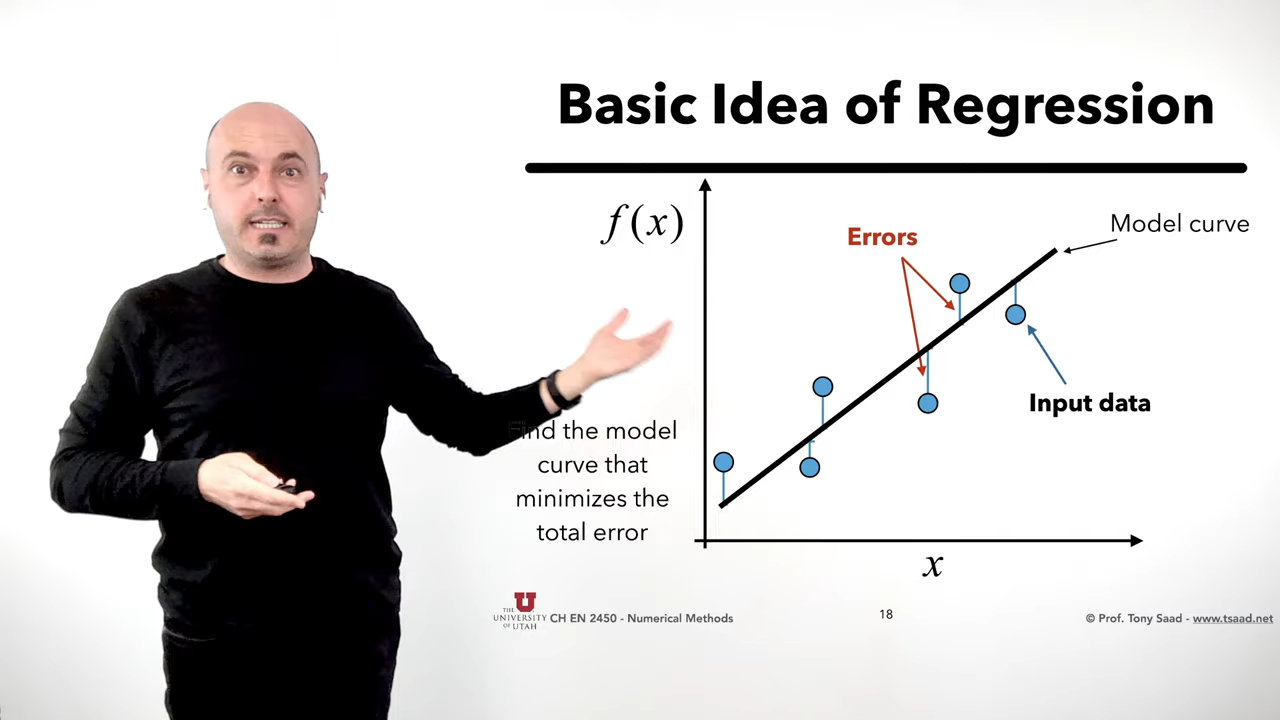 Basic Idea of Regression
f(x)
Errors
Model curve
Input data
Find the model
curve that
minimizes the
total error
x
THE
UNIVERSITY
OF UTAH
CH EN 2450 - Numerical Methods
18
© Prof. Tony Saad - www.tsaad.net